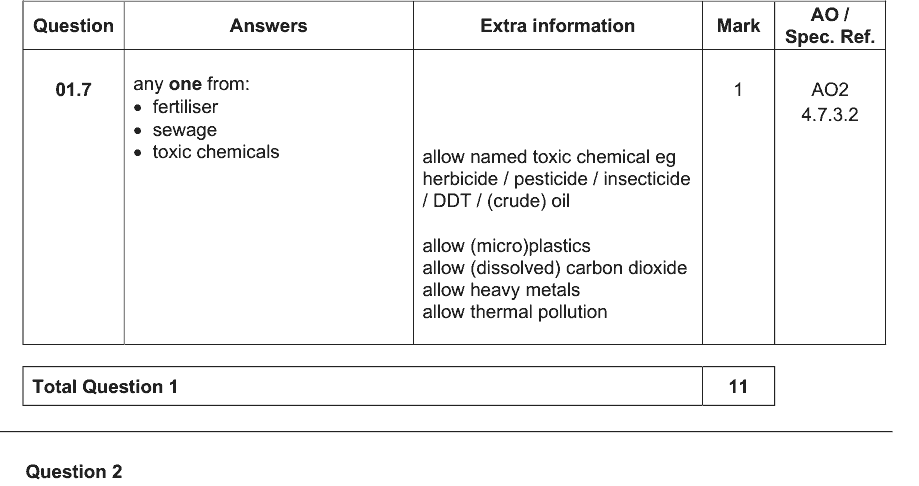 Question Answers Extra information Mark AO / Spec. Ref.
01.7 any one from: 1 AO2
• fertiliser 4.7.3.2
• sewage
• toxic chemicals allow named toxic chemical eg
herbicide / pesticide / insecticide
/ DDT / (crude) oil
allow (micro)plastics
allow (dissolved) carbon dioxide
allow heavy metals
allow thermal pollution
Total Question 1 11
Question 2